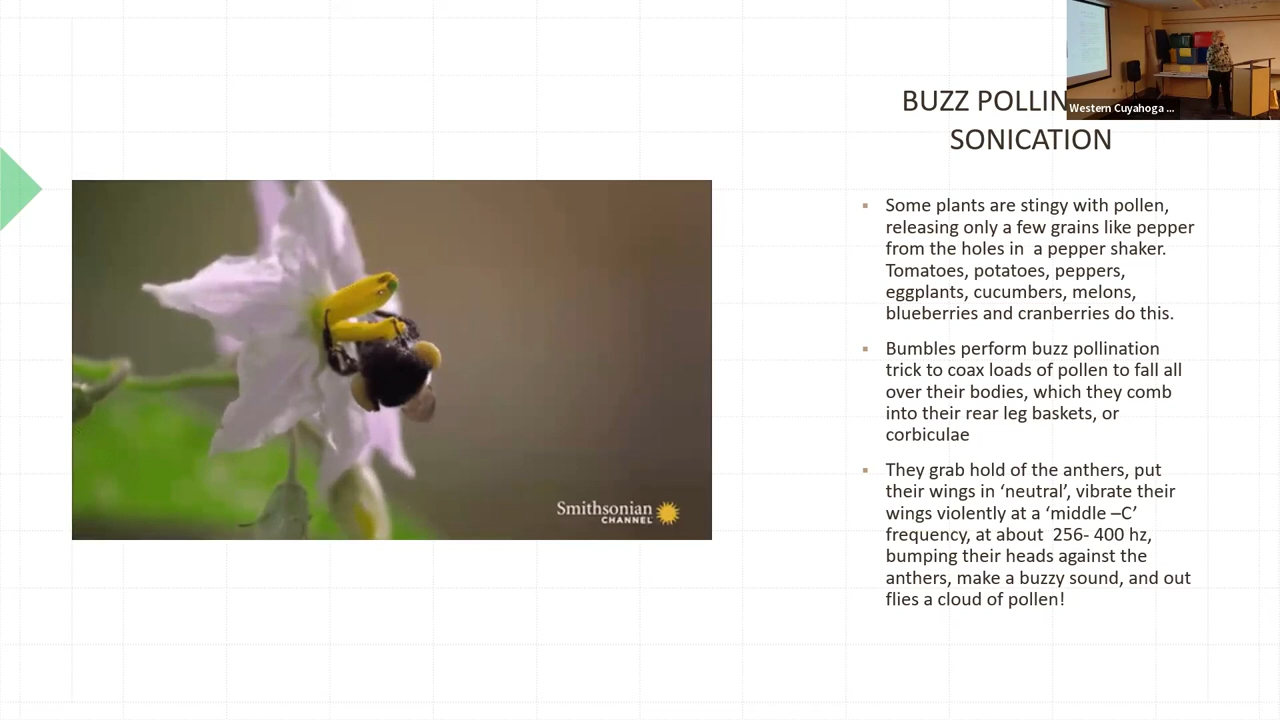 BUZZ POLLIN
SONICATION
Western Cuyahoga ...
Some plants are stingy with pollen,
releasing only a few grains like pepper
from the holes in  a pepper shaker.
Tomatoes, potatoes, peppers,
eggplants, cucumbers, melons,
blueberries and cranberries do this.
Bumbles perform buzz pollination
trick to coax loads of pollen to fall all
over their bodies, which they comb
into their rear leg baskets, or
corbiculae
They grab hold of the anthers, put
their wings in ‘neutral’, vibrate their
wings violently at a ‘middle –C’
frequency, at about  256- 400 hz,
bumping their heads against the
anthers, make a buzzy sound, and out
flies a cloud of pollen!
Smithsonian
CHANNEL